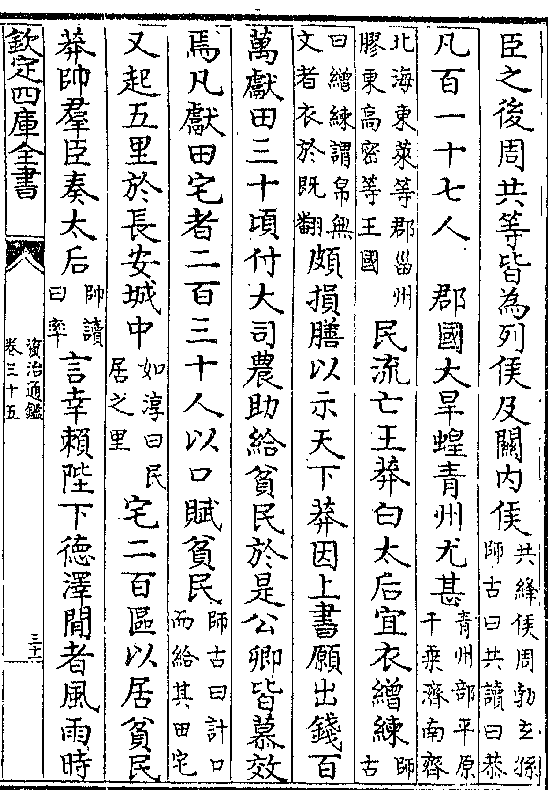 臣之後周共等皆為列侯及關內侯共絳侯周勃玄孫師古曰共讀曰恭
凡百一十七人　郡國大旱蝗青州尤甚青州部平原千乘濟南齊
北海東萊等郡甾州膠東高密等王國民流亡王莽白太后宜衣繒練師古
曰繒練謂帛無文者衣於既翻頗損膳以示天下莽因上書願出錢百
萬獻田三十頃付大司農助給貧民於是公卿皆慕效
焉凡獻田宅者二百三十人以口賦貧民師古曰計口而給其田宅
又起五里於長安城中如淳曰民居之里宅二百區以居貧民
莽帥羣臣奏太后帥讀曰率言幸賴陛下德澤間者風雨時
欽定四庫全書
資治通鑑卷三十五
三十一